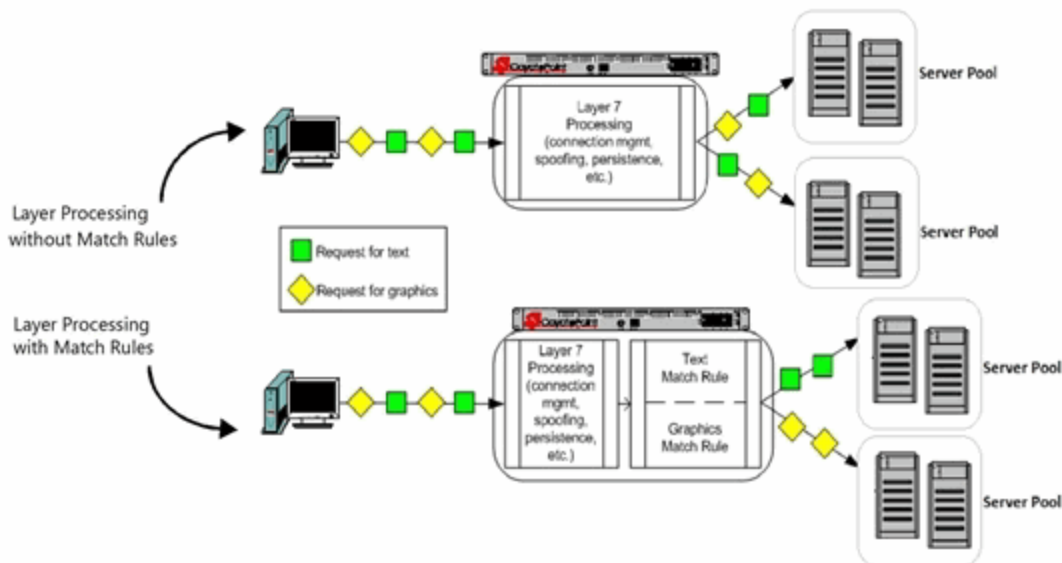 CoyotePoint
Layer 7
Processing
(connection mgmt,
spoofing, persistence,
etc.)
Server Pool
Server Pool
Layer Processing
without Match Rules
Request for text
Request for graphics
Layer Processing
with Match Rules
CoyotePoint
Layer 7
Processing
(connection
mgmt,
spoofing,
persistence,
etc.)
Text
Match Rule
Graphics
Match Rule
Server Pool
Server Pool